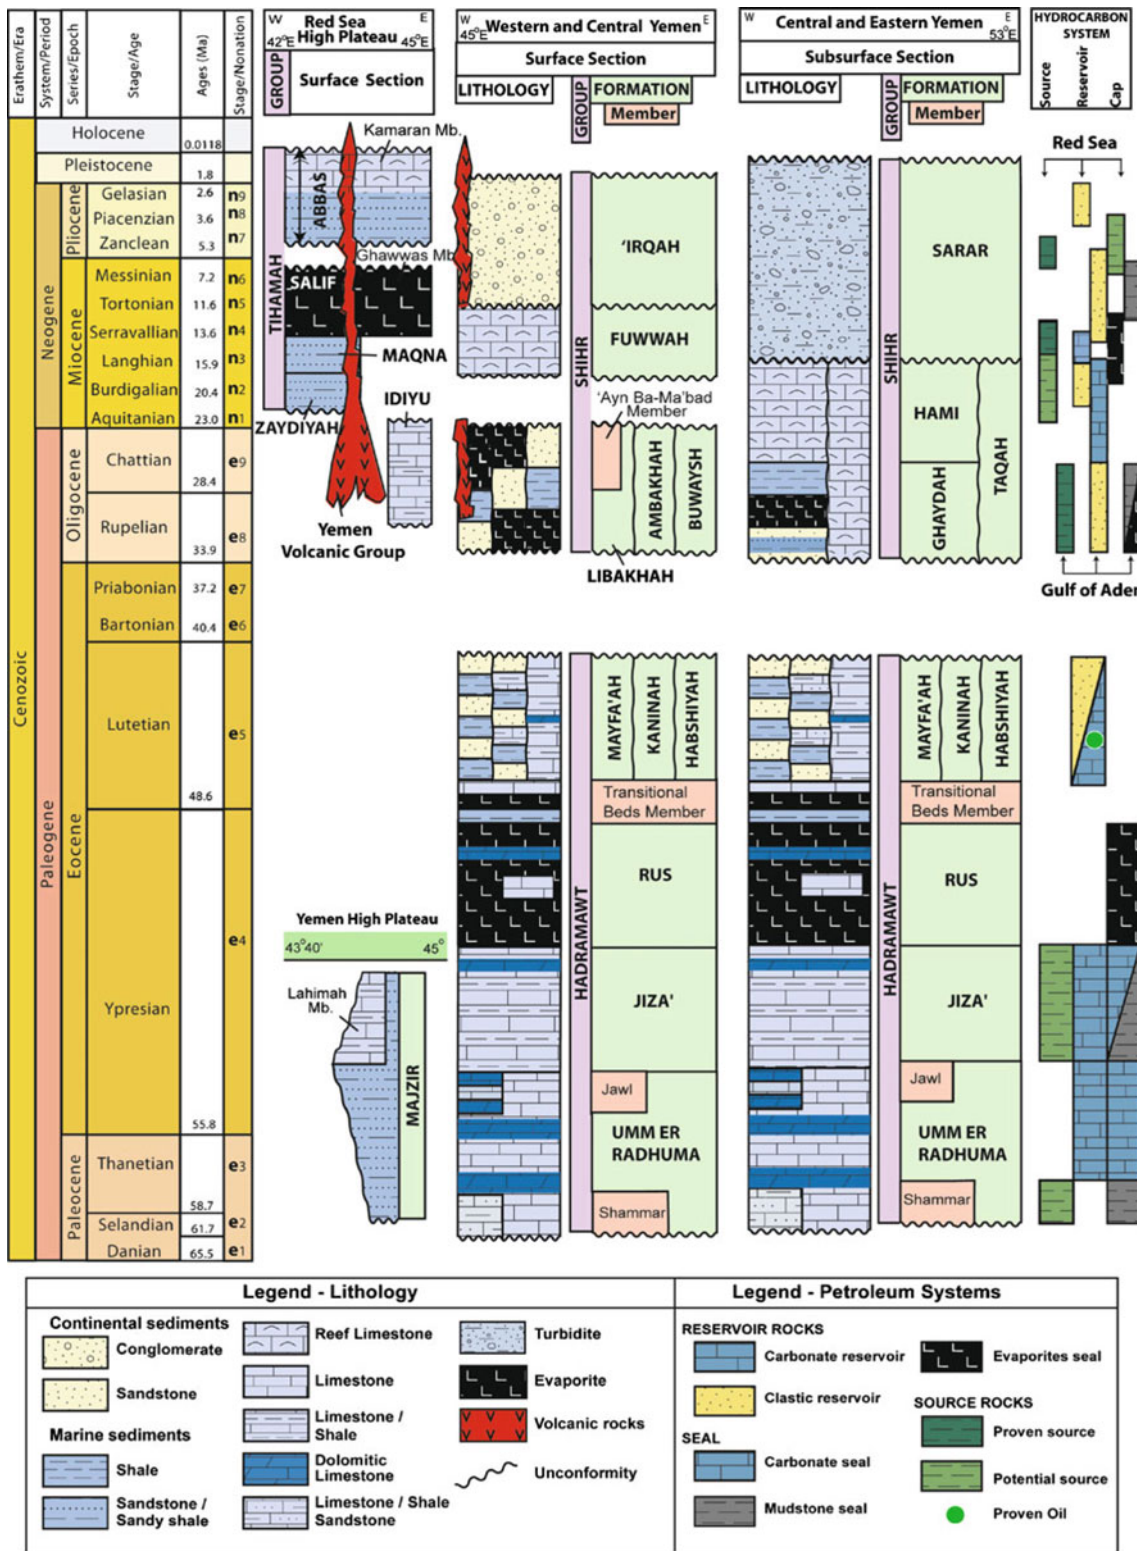 Erathem/Era
System/Period
Series/Epoch
Stage/Age
Ages (Ma)
Stage/Nonation
W E
Red Sea
High Plateau
42°E 45°E
GROUP
Surface Section
W E
45°E Western and Central Yemen
Surface Section
LITHOLOGY
GROUP
FORMATION
Member
W E
Central and Eastern Yemen
53°E
Subsurface Section
LITHOLOGY
GROUP
FORMATION
Member
HYDROCARBON
SYSTEM
Source
Reservoir
Cap
Cenozoic
Neogene
Paleogene
Pliocene
Miocene
Oligocene
Eocene
Paleocene
Holocene 0.0118
Pleistocene 1.8
Gelasian 2.6 n9
Piacenzian 3.6 n8
Zanclean 5.3 n7
Messinian 7.2 n6
Tortonian 11.6 n5
Serravallian 13.6 n4
Langhian 15.9 n3
Burdigalian 20.4 n2
Aquitanian 23.0 n1
Chattian 28.4 e9
Rupelian 33.9 e8
Priabonian 37.2 e7
Bartonian 40.4 e6
Lutetian 48.6 e5
Ypresian 55.8 e4
Thanetian 58.7 e3
Selandian 61.7 e2
Danian 65.5 e1
TIHAMAH
Kamaran Mb.
ABBAS
Ghawwas Mb
SALIF
MAQNA
ZAYDIYAH
IDIYU
Yemen
Volcanic Group
Yemen High Plateau
43°40' 45°
Lahimah
Mb.
MAJZIR
SHIHR
'IRQAH
FUWWAH
'Ayn Ba-Ma'bad
Member
AMBAKHAH
BUWAYSH
LIBAKHAH
HADRAMAWT
MAYFA'AH
KANINAH
HABSHIYAH
Transitional
Beds Member
RUS
JIZA'
Jawl
UMM ER
RADHUMA
Shammar
SHIHR
SARAR
HAMI
GHAYDAH
TAQAH
HADRAMAWT
MAYFA'AH
KANINAH
HABSHIYAH
Transitional
Beds Member
RUS
JIZA'
Jawl
UMM ER
RADHUMA
Shammar
Red Sea
Gulf of Aden
Legend - Lithology
Continental sediments
Conglomerate
Sandstone
Marine sediments
Shale
Sandstone /
Sandy shale
Reef Limestone
Limestone
Limestone /
Shale
Dolomitic
Limestone
Limestone / Shale
Sandstone
Turbidite
Evaporite
Volcanic rocks
Unconformity
Legend - Petroleum Systems
RESERVOIR ROCKS
Carbonate reservoir
Clastic reservoir
SEAL
Carbonate seal
Mudstone seal
Evaporites seal
SOURCE ROCKS
Proven source
Potential source
Proven Oil